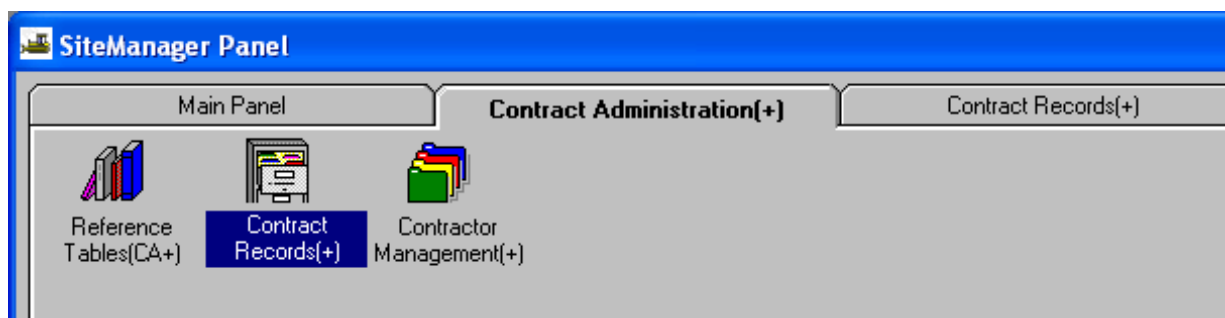 SiteManager Panel
Main Panel
Contract Administration(+)
Contract Records(+)
Reference
Tables(CA+)
Contract
Records(+)
Contractor
Management(+)